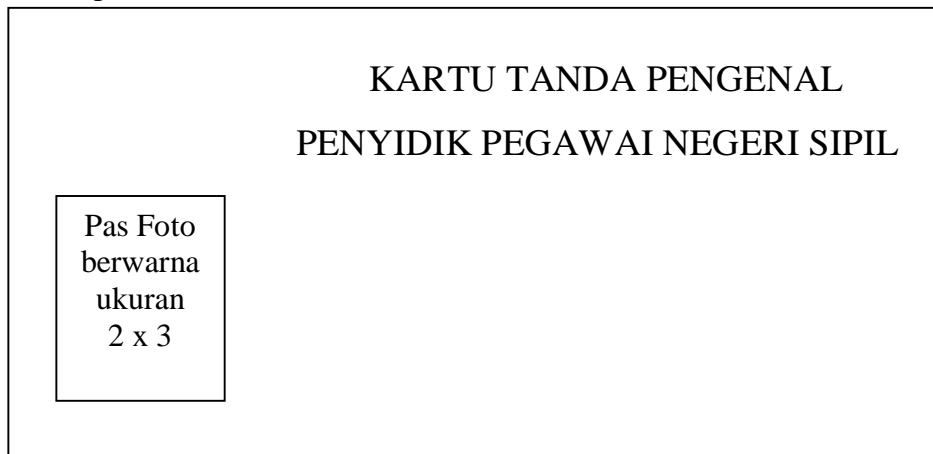 KARTU TANDA PENGENAL
PENYIDIK PEGAWAI NEGERI SIPIL
Pas Foto
berwarna
ukuran
2 x 3